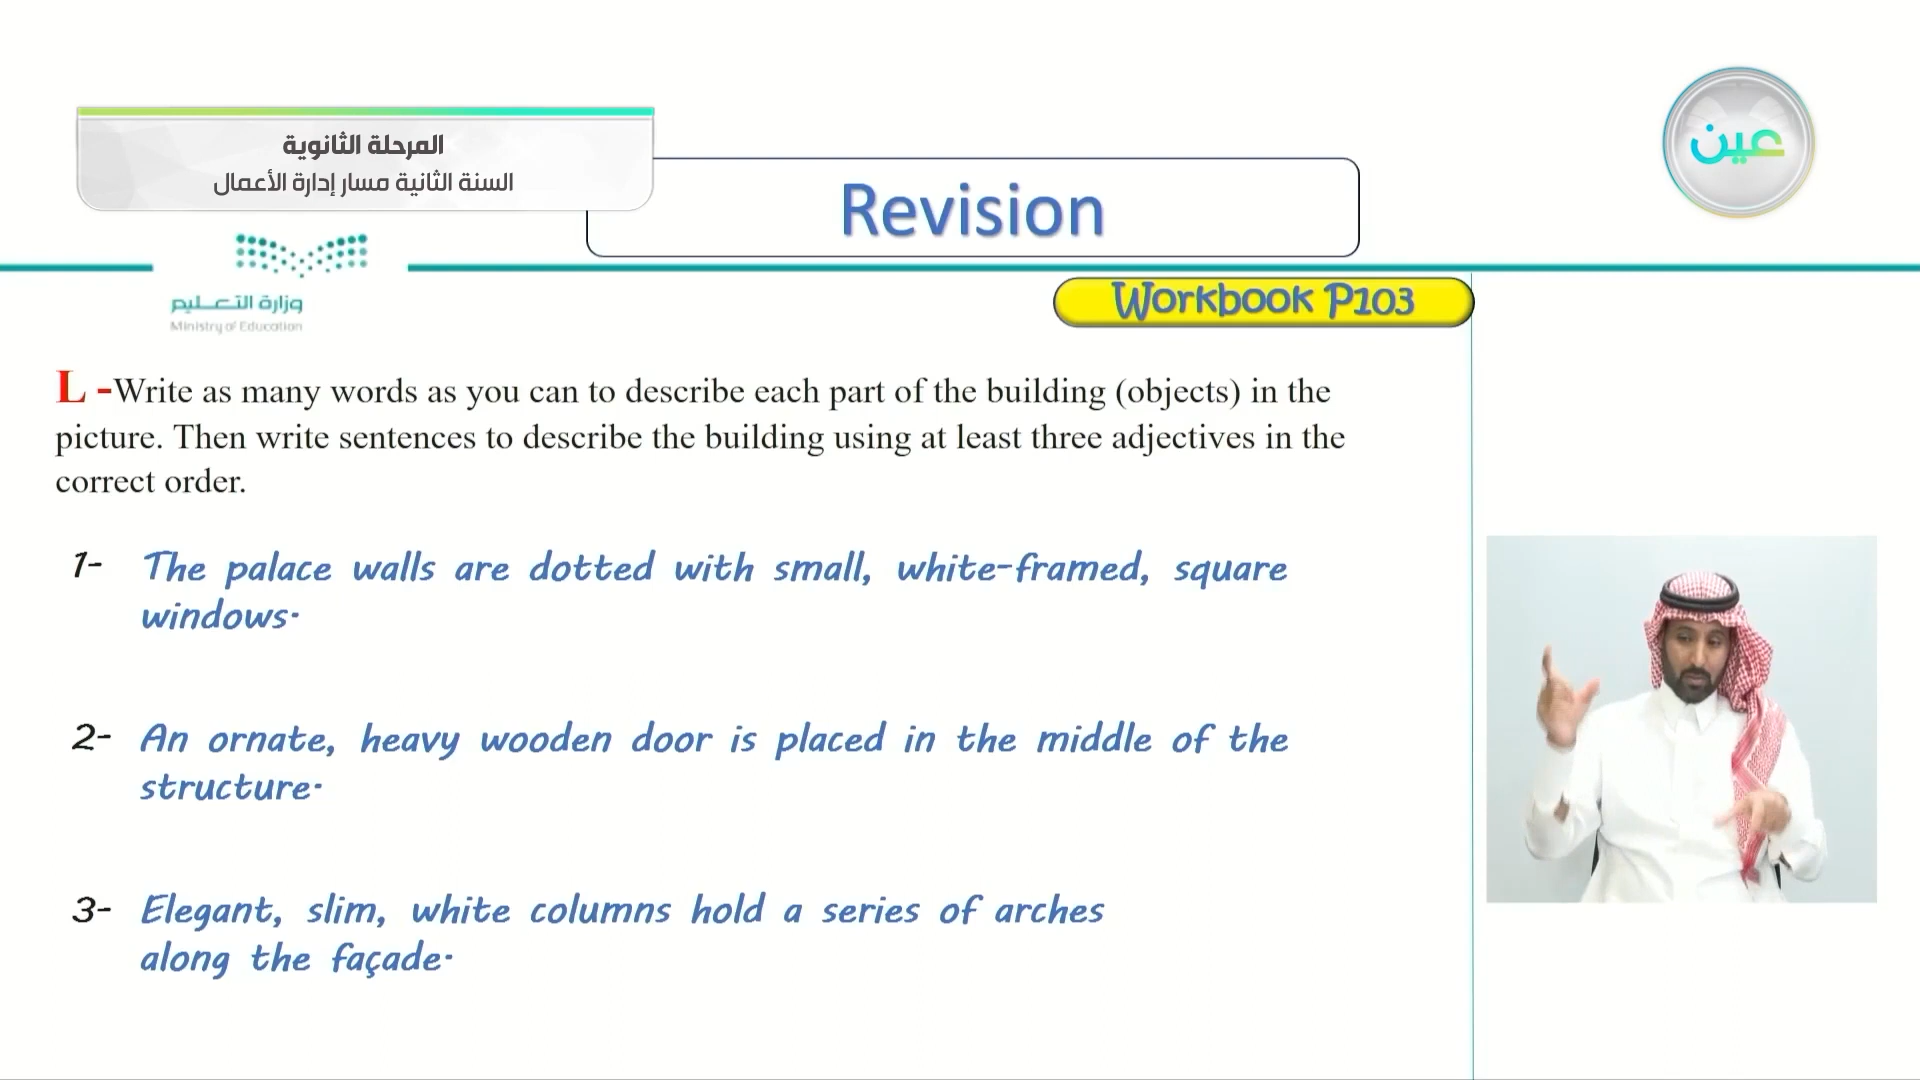 المرحلة الثانوية
السنة الثانية مسار إدارة الأعمال
عين
Revision
وزارة التعليم
Ministry of Education
Workbook P103
L -Write as many words as you can to describe each part of the building (objects) in the
picture. Then write sentences to describe the building using at least three adjectives in the
correct order.
1- The palace walls are dotted with small, white-framed, square
windows.
2- An ornate, heavy wooden door is placed in the middle of the
structure.
3- Elegant, slim, white columns hold a series of arches
along the façade.